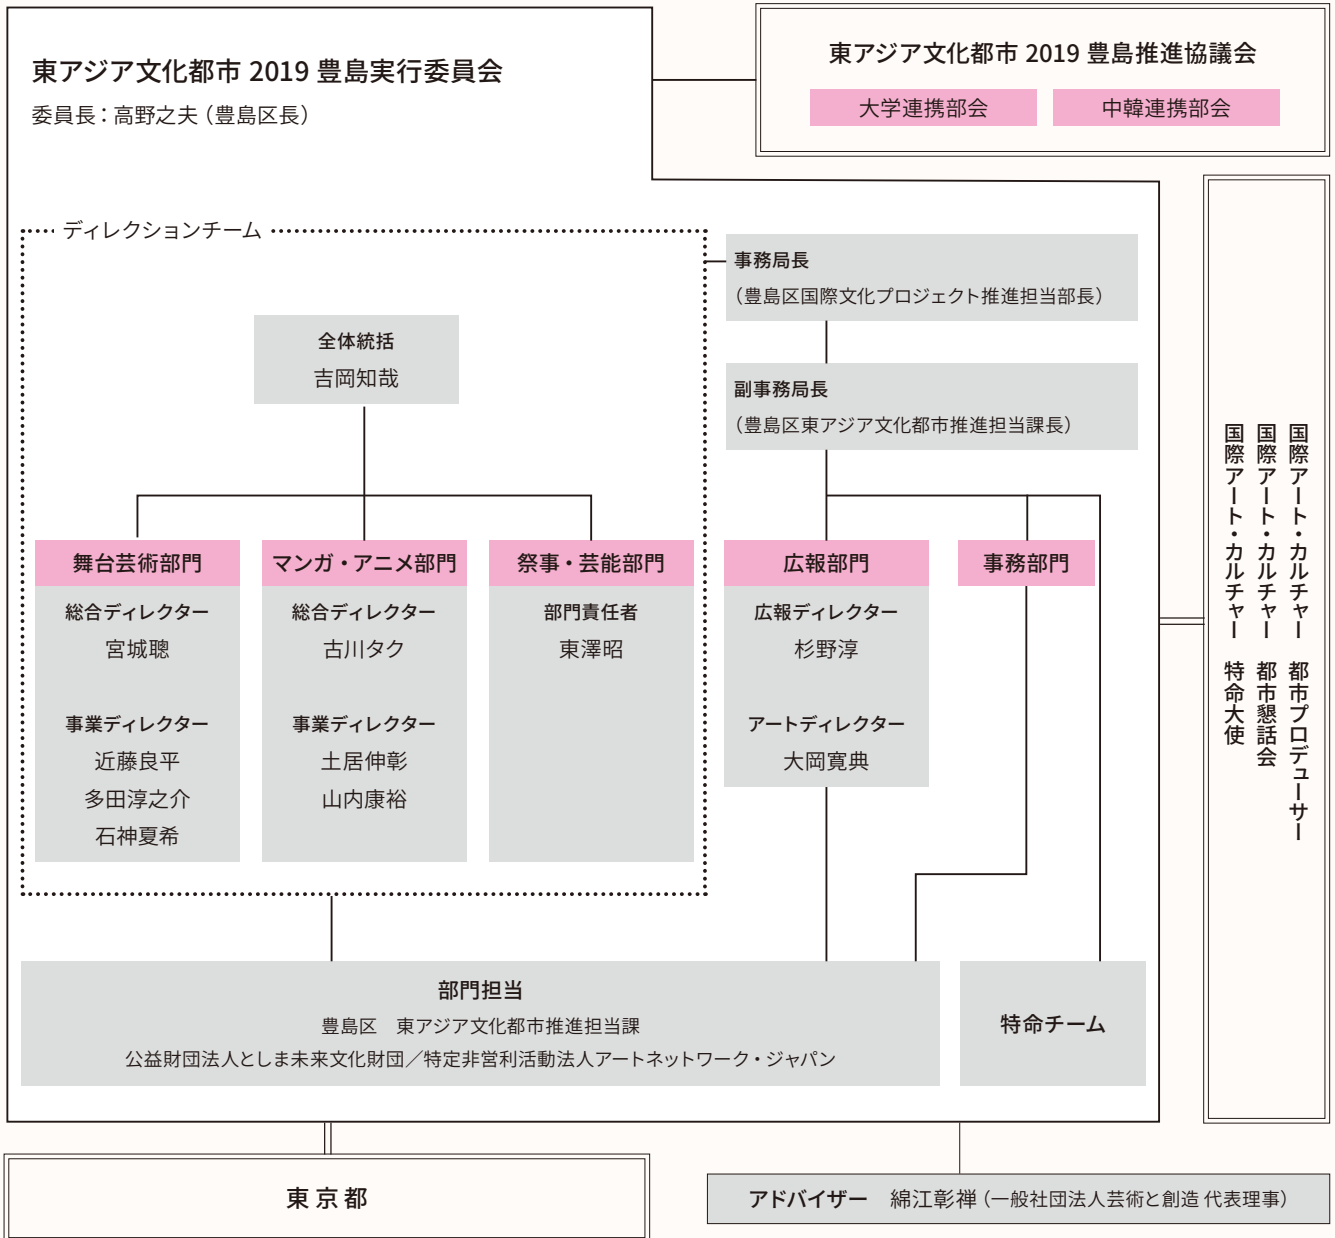 東アジア文化都市 2019 豊島実行委員会
委員長：高野之夫（豊島区長）
東アジア文化都市 2019 豊島推進協議会
大学連携部会
中韓連携部会
ディレクションチーム
全体統括
吉岡知哉
舞台芸術部門
総合ディレクター
宮城聰
事業ディレクター
近藤良平
多田淳之介
石神夏希
マンガ・アニメ部門
総合ディレクター
古川タク
事業ディレクター
土居伸彰
山内康裕
祭事・芸能部門
部門責任者
東澤昭
事務局長
（豊島区国際文化プロジェクト推進担当部長）
副事務局長
（豊島区東アジア文化都市推進担当課長）
広報部門
広報ディレクター
杉野淳
アートディレクター
大岡寛典
事務部門
部門担当
豊島区　東アジア文化都市推進担当課
公益財団法人としま未来文化財団／特定非営利活動法人アートネットワーク・ジャパン
特命チーム
国際アート・カルチャー　都市プロデューサー
国際アート・カルチャー　都市懇話会
国際アート・カルチャー　特命大使
東京都
アドバイザー　綿江彰禅（一般社団法人芸術と創造 代表理事）